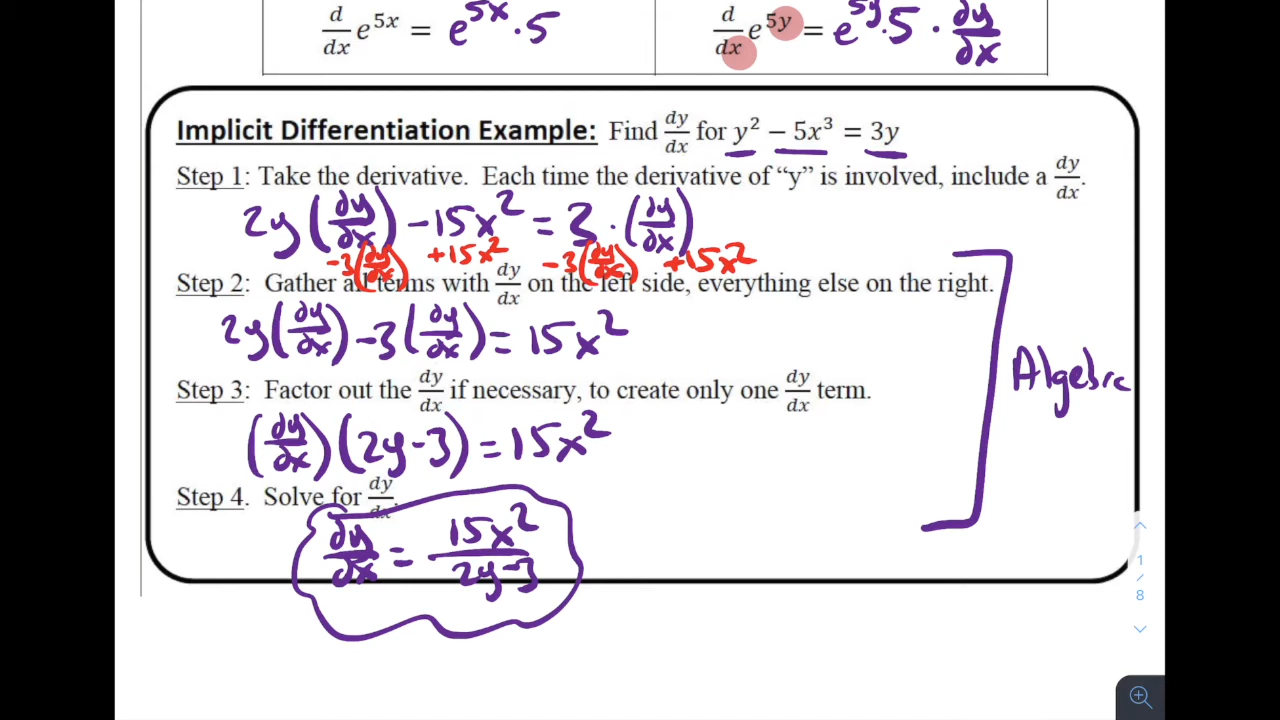 d/dx e^{5x} = e^{5x} · 5
d/dx e^{5y} = e^{5y} · 5 · dy/dx
Implicit Differentiation Example: Find dy/dx for y² − 5x³ = 3y
Step 1: Take the derivative. Each time the derivative of “y” is involved, include a dy/dx.
2y(dy/dx) − 15x² = 3 · (dy/dx)
−3(dy/dx) +15x² −3(dy/dx) +15x²
Step 2: Gather all terms with dy/dx on the left side, everything else on the right.
2y(dy/dx) − 3(dy/dx) = 15x²
Algebra
Step 3: Factor out the dy/dx if necessary, to create only one dy/dx term.
(dy/dx)(2y − 3) = 15x²
Step 4. Solve for dy/dx.
dy/dx = 15x²/2y−3
1
/
8